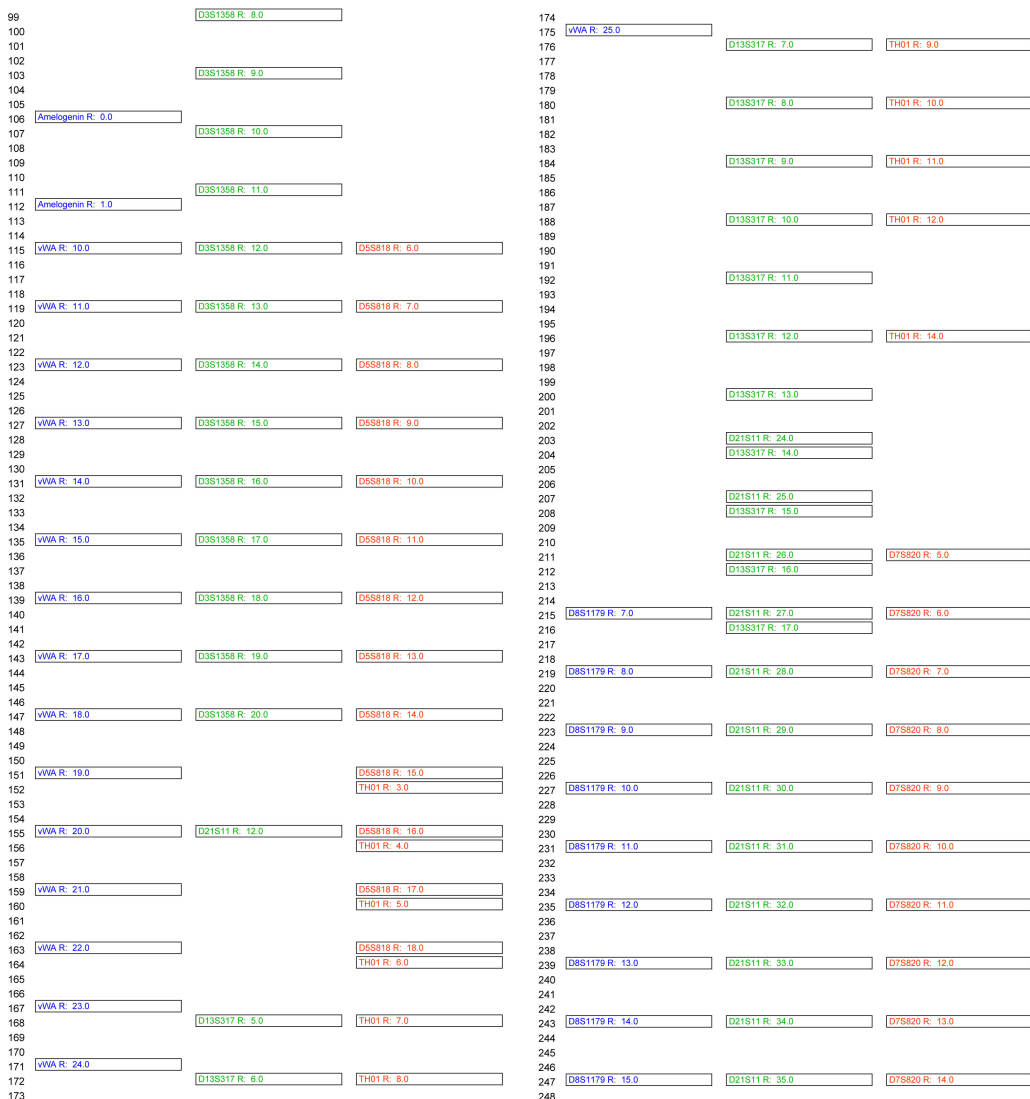 99 D3S1358 R: 8.0
100
101
102
103 D3S1358 R: 9.0
104
105
106 Amelogenin R: 0.0
107 D3S1358 R: 10.0
108
109
110
111 D3S1358 R: 11.0
112 Amelogenin R: 1.0
113
114
115 vWA R: 10.0 D3S1358 R: 12.0 D5S818 R: 6.0
116
117
118
119 vWA R: 11.0 D3S1358 R: 13.0 D5S818 R: 7.0
120
121
122
123 vWA R: 12.0 D3S1358 R: 14.0 D5S818 R: 8.0
124
125
126
127 vWA R: 13.0 D3S1358 R: 15.0 D5S818 R: 9.0
128
129
130
131 vWA R: 14.0 D3S1358 R: 16.0 D5S818 R: 10.0
132
133
134
135 vWA R: 15.0 D3S1358 R: 17.0 D5S818 R: 11.0
136
137
138
139 vWA R: 16.0 D3S1358 R: 18.0 D5S818 R: 12.0
140
141
142
143 vWA R: 17.0 D3S1358 R: 19.0 D5S818 R: 13.0
144
145
146
147 vWA R: 18.0 D3S1358 R: 20.0 D5S818 R: 14.0
148
149
150
151 vWA R: 19.0 D5S818 R: 15.0
152 TH01 R: 3.0
153
154
155 vWA R: 20.0 D21S11 R: 12.0 D5S818 R: 16.0
156 TH01 R: 4.0
157
158
159 vWA R: 21.0 D5S818 R: 17.0
160 TH01 R: 5.0
161
162
163 vWA R: 22.0 D5S818 R: 18.0
164 TH01 R: 6.0
165
166
167 vWA R: 23.0
168 D13S317 R: 5.0 TH01 R: 7.0
169
170
171 vWA R: 24.0
172 D13S317 R: 6.0 TH01 R: 8.0
173
174
175 vWA R: 25.0
176 D13S317 R: 7.0 TH01 R: 9.0
177
178
179
180 D13S317 R: 8.0 TH01 R: 10.0
181
182
183
184 D13S317 R: 9.0 TH01 R: 11.0
185
186
187
188 D13S317 R: 10.0 TH01 R: 12.0
189
190
191
192 D13S317 R: 11.0
193
194
195
196 D13S317 R: 12.0 TH01 R: 14.0
197
198
199
200 D13S317 R: 13.0
201
202
203 D21S11 R: 24.0
204 D13S317 R: 14.0
205
206
207 D21S11 R: 25.0
208 D13S317 R: 15.0
209
210
211 D21S11 R: 26.0 D7S820 R: 5.0
212 D13S317 R: 16.0
213
214
215 D8S1179 R: 7.0 D21S11 R: 27.0 D7S820 R: 6.0
216 D13S317 R: 17.0
217
218
219 D8S1179 R: 8.0 D21S11 R: 28.0 D7S820 R: 7.0
220
221
222
223 D8S1179 R: 9.0 D21S11 R: 29.0 D7S820 R: 8.0
224
225
226
227 D8S1179 R: 10.0 D21S11 R: 30.0 D7S820 R: 9.0
228
229
230
231 D8S1179 R: 11.0 D21S11 R: 31.0 D7S820 R: 10.0
232
233
234
235 D8S1179 R: 12.0 D21S11 R: 32.0 D7S820 R: 11.0
236
237
238
239 D8S1179 R: 13.0 D21S11 R: 33.0 D7S820 R: 12.0
240
241
242
243 D8S1179 R: 14.0 D21S11 R: 34.0 D7S820 R: 13.0
244
245
246
247 D8S1179 R: 15.0 D21S11 R: 35.0 D7S820 R: 14.0
248